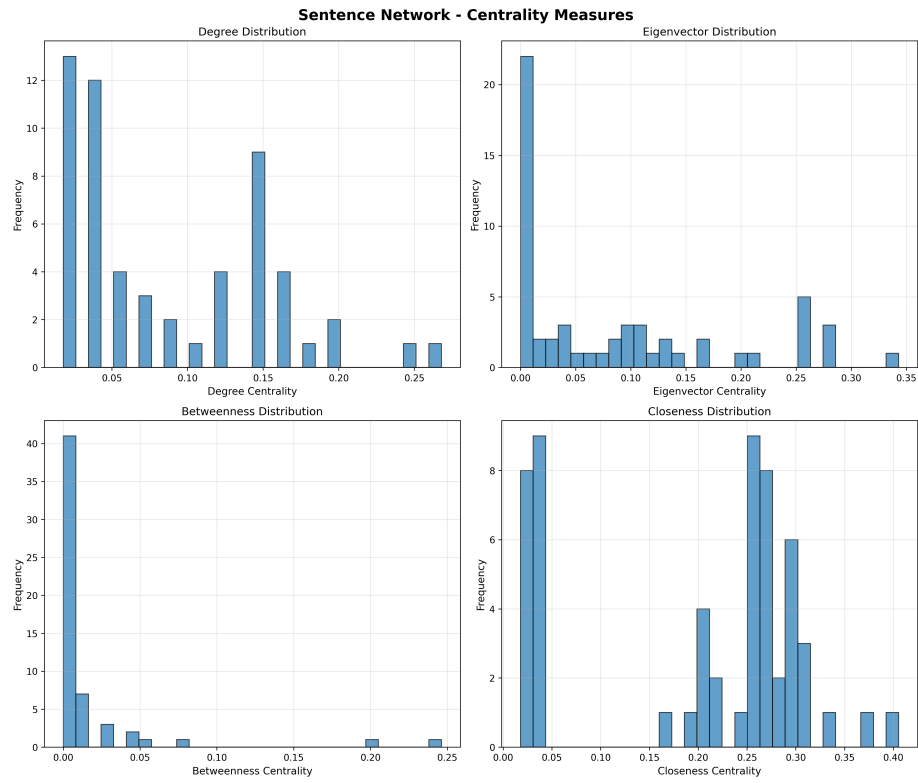 Sentence Network - Centrality Measures
Degree Distribution
Frequency
12
10
8
6
4
2
0
0.05 0.10 0.15 0.20 0.25
Degree Centrality
Eigenvector Distribution
Frequency
20
15
10
5
0
0.00 0.05 0.10 0.15 0.20 0.25 0.30 0.35
Eigenvector Centrality
Betweenness Distribution
Frequency
40
35
30
25
20
15
10
5
0
0.00 0.05 0.10 0.15 0.20 0.25
Betweenness Centrality
Closeness Distribution
Frequency
8
6
4
2
0
0.00 0.05 0.10 0.15 0.20 0.25 0.30 0.35 0.40
Closeness Centrality